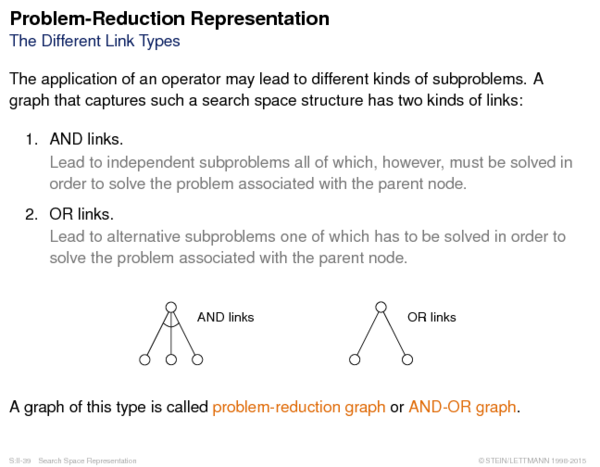 Problem-Reduction Representation
The Different Link Types
The application of an operator may lead to different kinds of subproblems. A
graph that captures such a search space structure has two kinds of links:
1. AND links.
Lead to independent subproblems all of which, however, must be solved in
order to solve the problem associated with the parent node.
2. OR links.
Lead to alternative subproblems one of which has to be solved in order to
solve the problem associated with the parent node.
AND links
OR links
A graph of this type is called problem-reduction graph or AND-OR graph.
S:II-39 Search Space Representation
© STEIN/LETTMANN 1998-2015